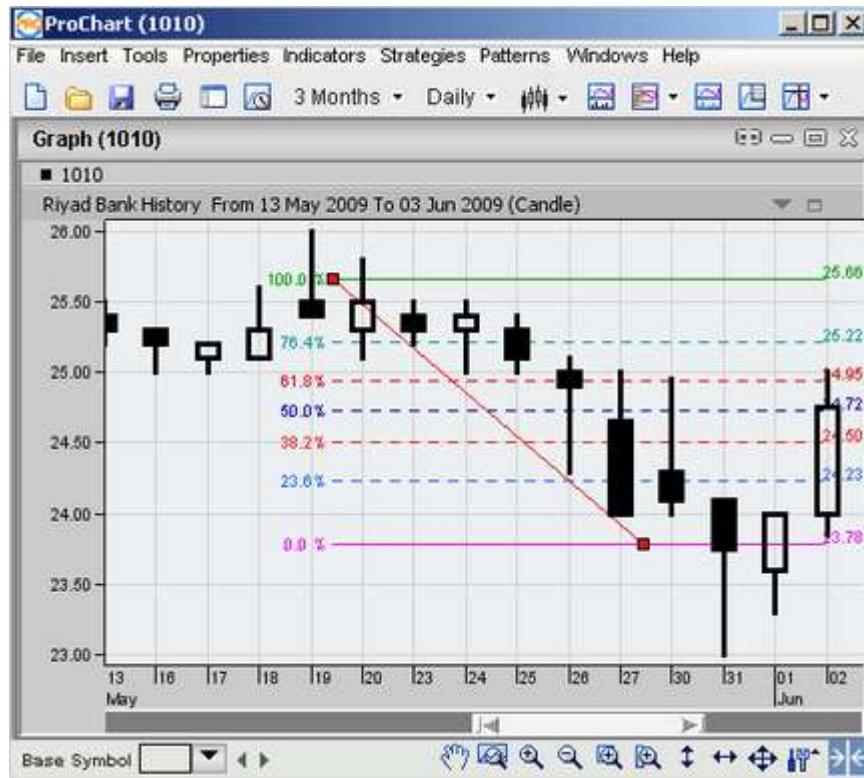 ProChart (1010)
File Insert Tools Properties Indicators Strategies Patterns Windows Help
3 Months Daily
Graph (1010)
1010
Riyad Bank History From 13 May 2009 To 03 Jun 2009 (Candle)
26.00
100.0 % 25.66
25.50
76.4% 25.22
25.00
61.8% 4.95
50.0% 4.72
24.50
38.2% 24.50
23.6% 24.23
24.00
0.0 % 23.78
23.50
23.00
13 16 17 18 19 20 23 24 25 26 27 30 31 01 02
May Jun
Base Symbol